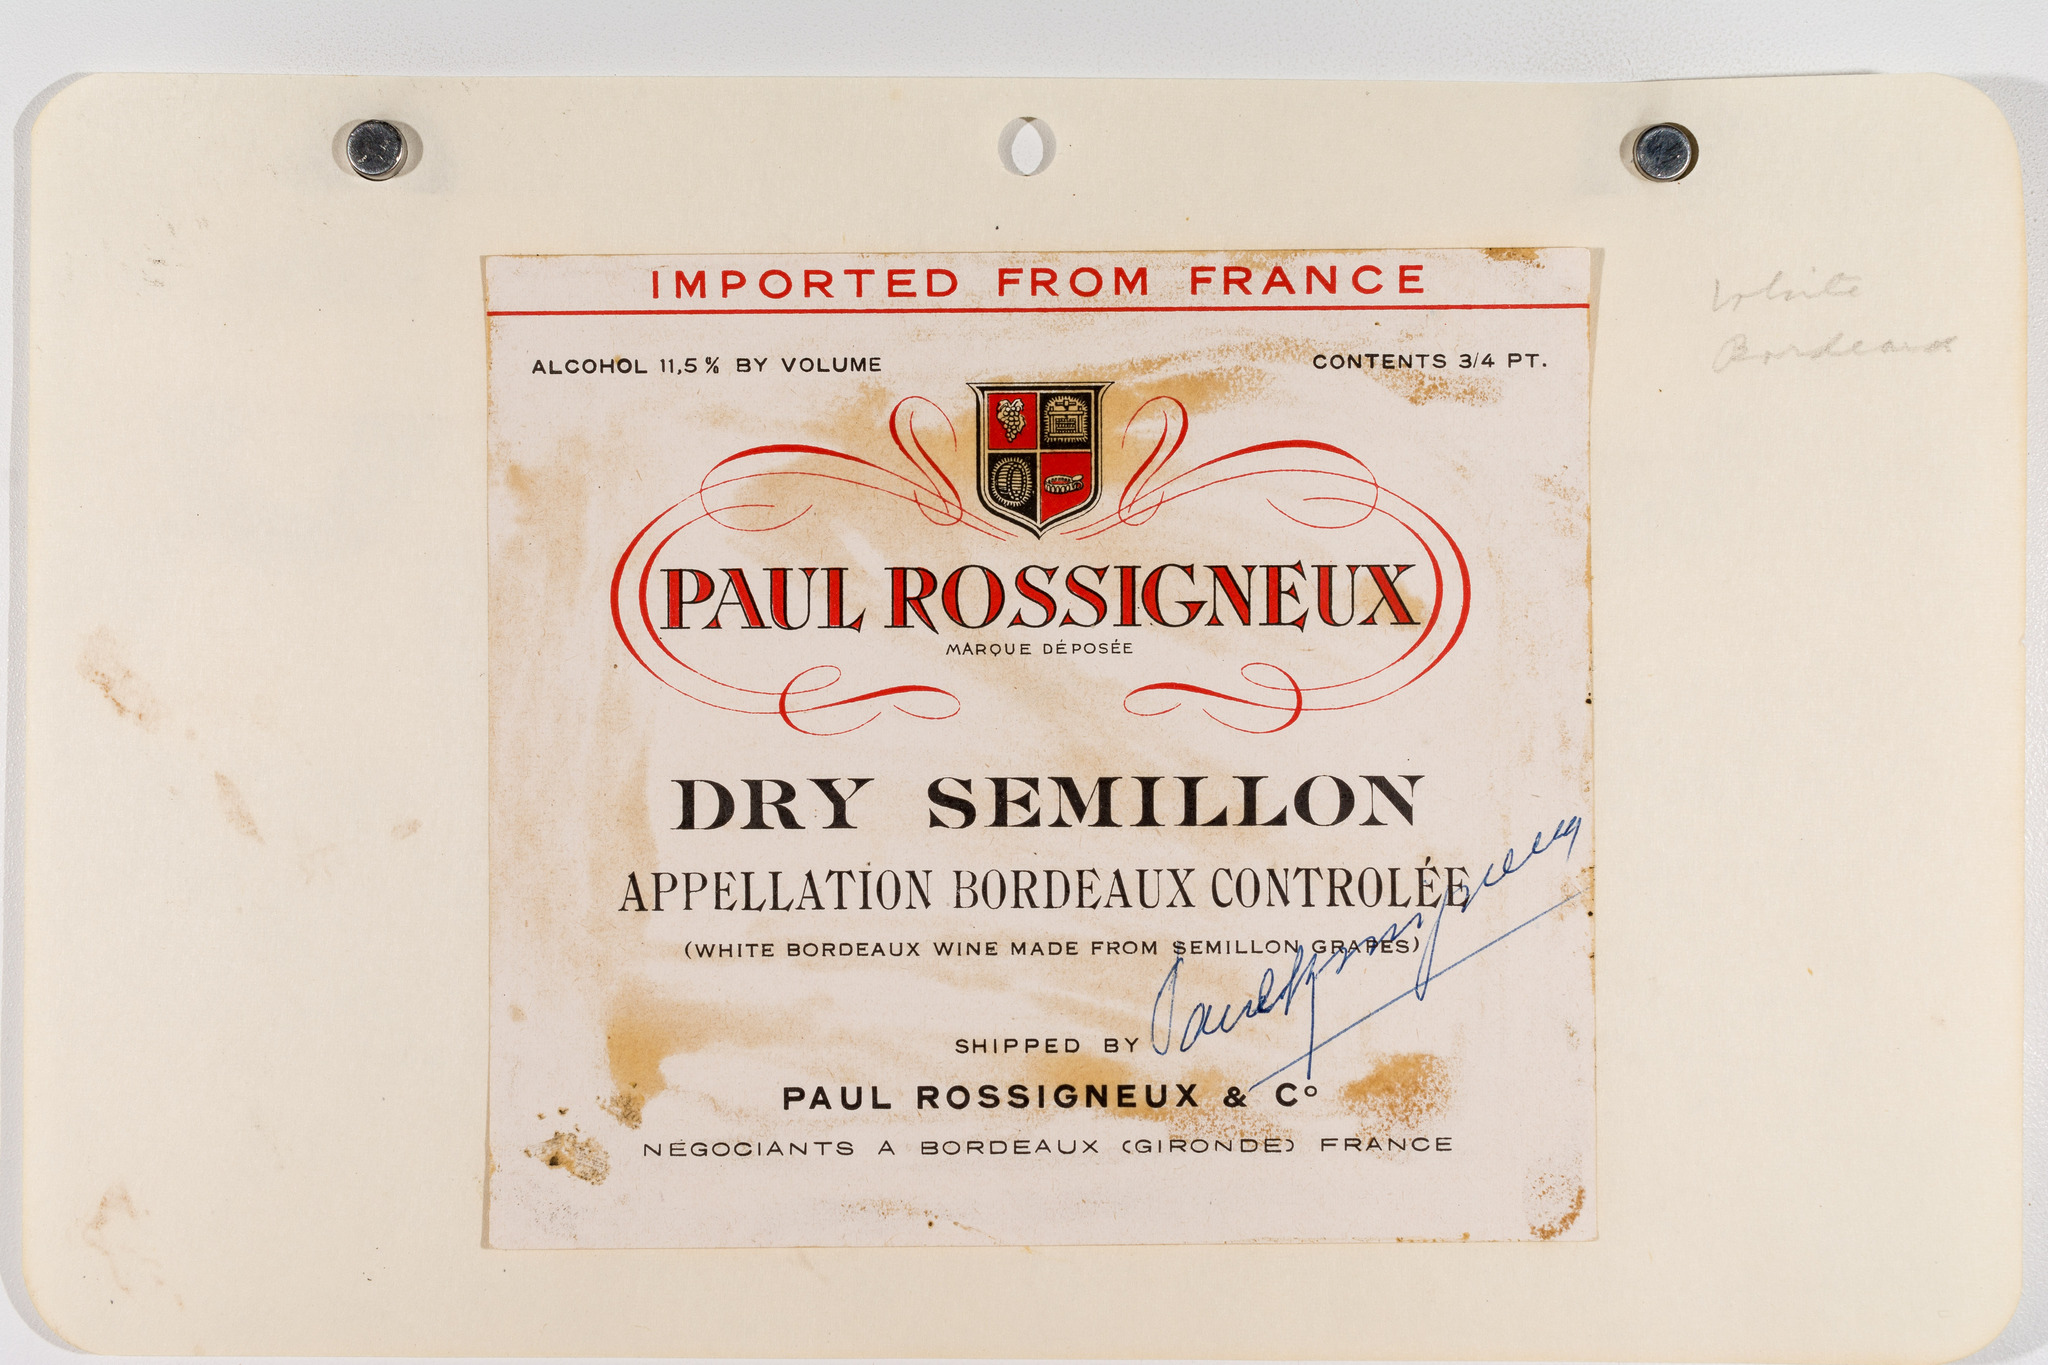 IMPORTED FROM FRANCE
ALCOHOL 11,5% BY VOLUME
CONTENTS 3/4 PT.
White
Bordeaux
PAUL ROSSIGNEUX
MARQUE DÉPOSÉE
DRY SEMILLON
APPELLATION BORDEAUX CONTROLÉE
(WHITE BORDEAUX WINE MADE FROM SEMILLON GRAPES)
Paul Rossigneux
SHIPPED BY
PAUL ROSSIGNEUX & Cº
NÉGOCIANTS A BORDEAUX (GIRONDE) FRANCE